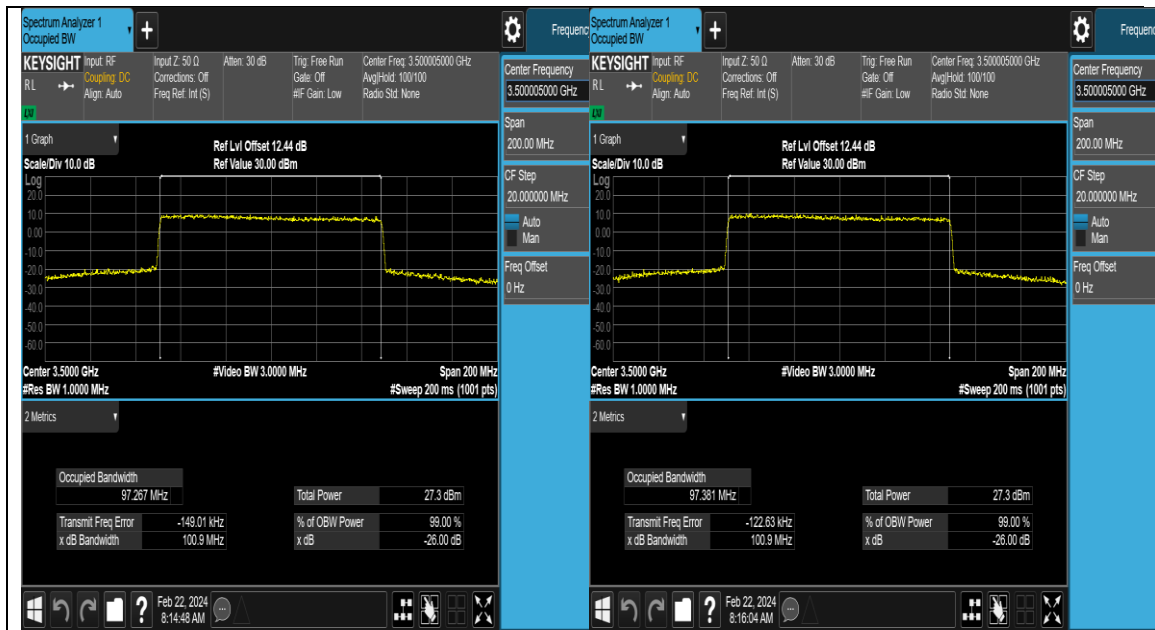 Spectrum Analyzer 1
Occupied BW
+
Frequenc
KEYSIGHT
R L
LNI
Input: RF
Coupling: DC
Align: Auto
Input Z: 50 Ω
Corrections: Off
Freq Ref: Int (S)
Atten: 30 dB
Trig: Free Run
Gate: Off
#IF Gain: Low
Center Freq: 3.500005000 GHz
Avg|Hold: 100/100
Radio Std: None
Center Frequency
3.500005000 GHz
Span
200.00 MHz
CF Step
20.000000 MHz
Auto
Man
Freq Offset
0 Hz
1 Graph
Ref Lvl Offset 12.44 dB
Scale/Div 10.0 dB
Ref Value 30.00 dBm
Log
20.0
10.0
0.00
-10.0
-20.0
-30.0
-40.0
-50.0
-60.0
Center 3.5000 GHz
#Video BW 3.0000 MHz
Span 200 MHz
#Res BW 1.0000 MHz
#Sweep 200 ms (1001 pts)
2 Metrics
Occupied Bandwidth
97.267 MHz
Total Power 27.3 dBm
Transmit Freq Error -149.01 kHz
% of OBW Power 99.00 %
x dB Bandwidth 100.9 MHz
x dB -26.00 dB
?
Feb 22, 2024
8:14:48 AM
Spectrum Analyzer 1
Occupied BW
+
Frequenc
KEYSIGHT
R L
LNI
Input: RF
Coupling: DC
Align: Auto
Input Z: 50 Ω
Corrections: Off
Freq Ref: Int (S)
Atten: 30 dB
Trig: Free Run
Gate: Off
#IF Gain: Low
Center Freq: 3.500005000 GHz
Avg|Hold: 100/100
Radio Std: None
Center Frequency
3.500005000 GHz
Span
200.00 MHz
CF Step
20.000000 MHz
Auto
Man
Freq Offset
0 Hz
1 Graph
Ref Lvl Offset 12.44 dB
Scale/Div 10.0 dB
Ref Value 30.00 dBm
Log
20.0
10.0
0.00
-10.0
-20.0
-30.0
-40.0
-50.0
-60.0
Center 3.5000 GHz
#Video BW 3.0000 MHz
Span 200 MHz
#Res BW 1.0000 MHz
#Sweep 200 ms (1001 pts)
2 Metrics
Occupied Bandwidth
97.381 MHz
Total Power 27.3 dBm
Transmit Freq Error -122.63 kHz
% of OBW Power 99.00 %
x dB Bandwidth 100.9 MHz
x dB -26.00 dB
?
Feb 22, 2024
8:16:04 AM